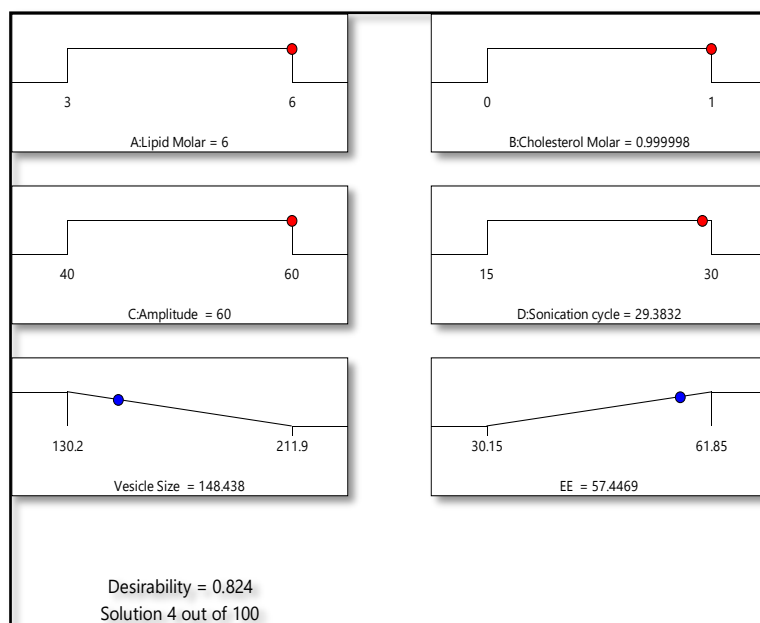 3 6
A:Lipid Molar = 6
0 1
B:Cholesterol Molar = 0.999998
40 60
C:Amplitude = 60
15 30
D:Sonication cycle = 29.3832
130.2 211.9
Vesicle Size = 148.438
30.15 61.85
EE = 57.4469
Desirability = 0.824
Solution 4 out of 100